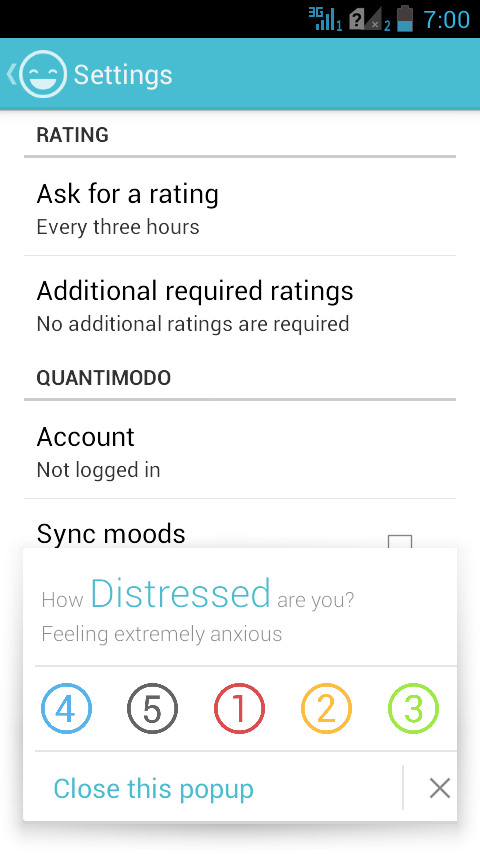 3G 1 ? 2 7:00
Settings
RATING
Ask for a rating
Every three hours
Additional required ratings
No additional ratings are required
QUANTIMODO
Account
Not logged in
Sync moods
How Distressed are you?
Feeling extremely anxious
4 5 1 2 3
Close this popup